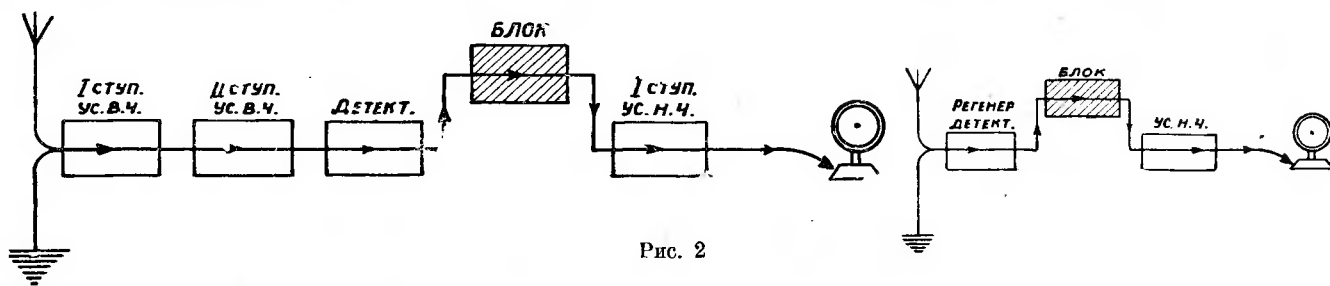 БЛОК
I СТУП.
УС. В.Ч.
II СТУП.
УС. В.Ч.
ДЕТЕКТ.
I СТУП.
УС. Н.Ч.
БЛОК
РЕГЕНЕР
ДЕТЕКТ.
УС. Н.Ч.
Рис. 2